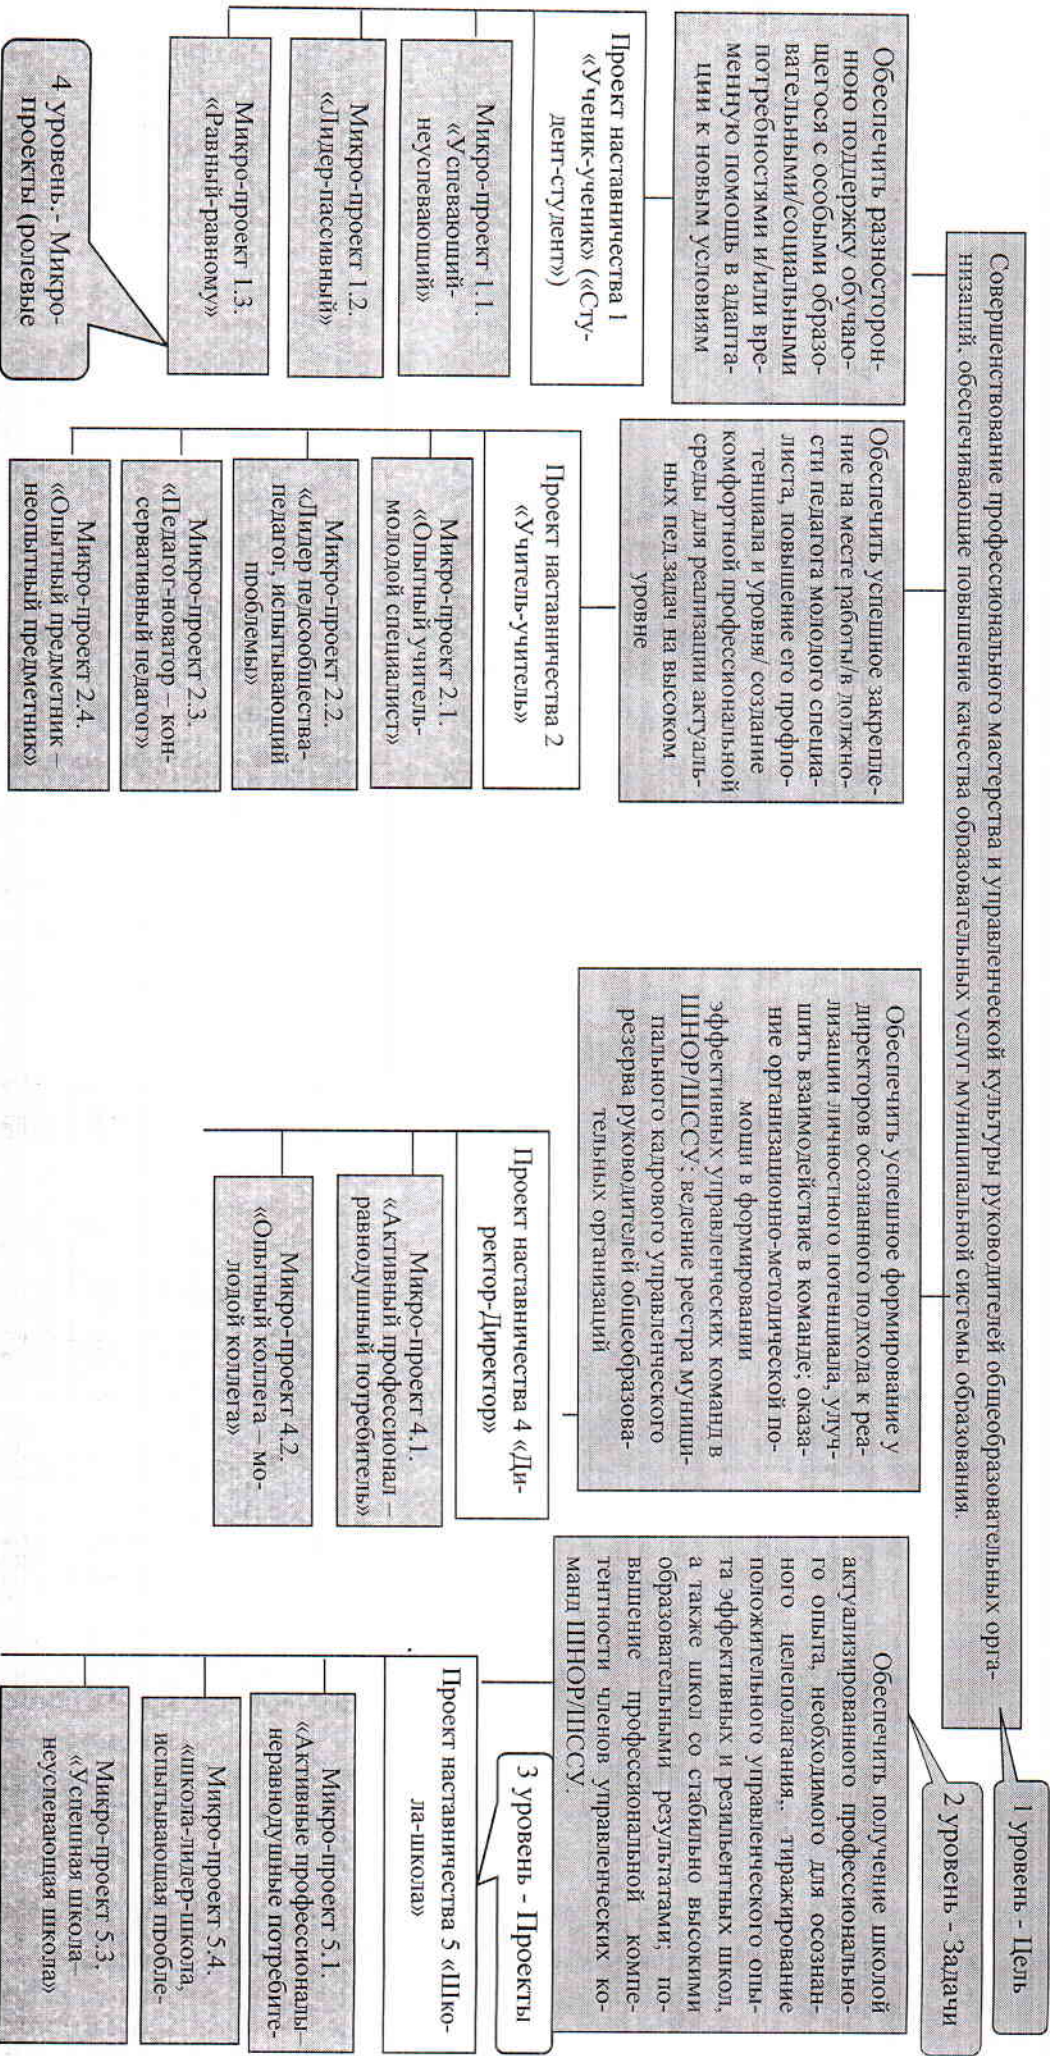 1 уровень - Цель
2 уровень - Задачи
Совершенствование профессионального мастерства и управленческой культуры руководителей общеобразовательных орга-
низаций, обеспечивающие повышение качества образовательных услуг муниципальной системы образования.
Обеспечить разносторон-
нюю поддержку обучаю-
щегося с особыми образо-
вательными/социальными
потребностями и/или вре-
менную помощь в адапта-
ции к новым условиям
Проект наставничества 1
«Ученик-ученик» («Сту-
дент-студент»)
Микро-проект 1.1.
«Успевающий-
неуспевающий»
Микро-проект 1.2.
«Лидер-пассивный»
Микро-проект 1.3.
«Равный-равному»
4 уровень. - Микро-
проекты (ролевые
Обеспечить успешное закрепле-
ние на месте работы/в должно-
сти педагога молодого специа-
листа, повышение его профпо-
тенциала и уровня/ создание
комфортной профессиональной
среды для реализации актуаль-
ных пед.задач на высоком
уровне
Проект наставничества 2
«Учитель-учитель»
Микро-проект 2.1.
«Опытный учитель-
молодой специалист»
Микро-проект 2.2.
«Лидер педсообщества-
педагог, испытывающий
проблемы»
Микро-проект 2.3.
«Педагог-новатор – кон-
сервативный педагог»
Микро-проект 2.4.
«Опытный предметник –
неопытный предметник»
Обеспечить успешное формирование у
директоров осознанного подхода к реа-
лизации личностного потенциала, улуч-
шить взаимодействие в команде; оказа-
ние организационно-методической по-
мощи в формировании
эффективных управленческих команд в
ШНОР/ШССУ; ведение реестра муници-
пального кадрового управленческого
резерва руководителей общеобразова-
тельных организаций
Проект наставничества 4 «Ди-
ректор-Директор»
Микро-проект 4.1.
«Активный профессионал –
равнодушный потребитель»
Микро-проект 4.2.
«Опытный коллега – мо-
лодой коллега»
Обеспечить получение школой
актуализированного профессионально-
го опыта, необходимого для осознан-
ного целеполагания,. тиражирование
положительного управленческого опы-
та эффективных и резильентных школ,
а также школ со стабильно высокими
образовательными результатами; по-
вышение профессиональной компе-
тентности членов управленческих ко-
манд ШНОР/ШССУ.
3 уровень - Проекты
Проект наставничества 5 «Шко-
ла-школа»
Микро-проект 5.1.
«Активные профессионалы–
неравнодушные потребите-
Микро-проект 5.4.
«школа-лидер-школа,
испытывающая пробле-
Микро-проект 5.3.
«Успешная школа–
неуспевающая школа»